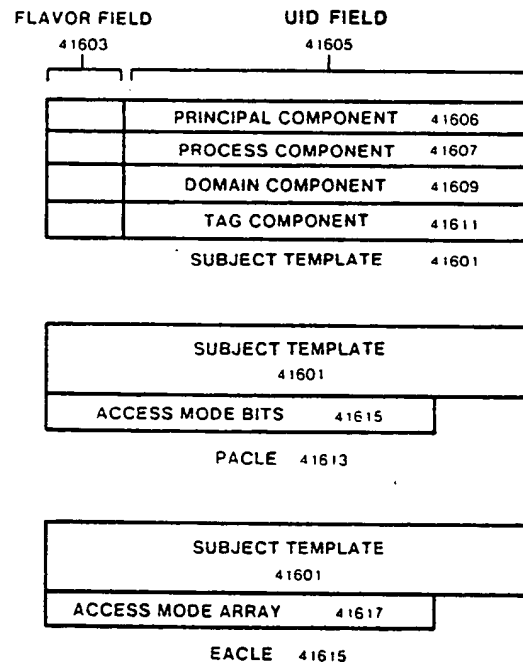 FLAVOR FIELD UID FIELD
41603 41605
PRINCIPAL COMPONENT 41606
PROCESS COMPONENT 41607
DOMAIN COMPONENT 41609
TAG COMPONENT 41611
SUBJECT TEMPLATE 41601
SUBJECT TEMPLATE
41601
ACCESS MODE BITS 41615
PACLE 41613
SUBJECT TEMPLATE
41601
ACCESS MODE ARRAY 41617
EACLE 41615